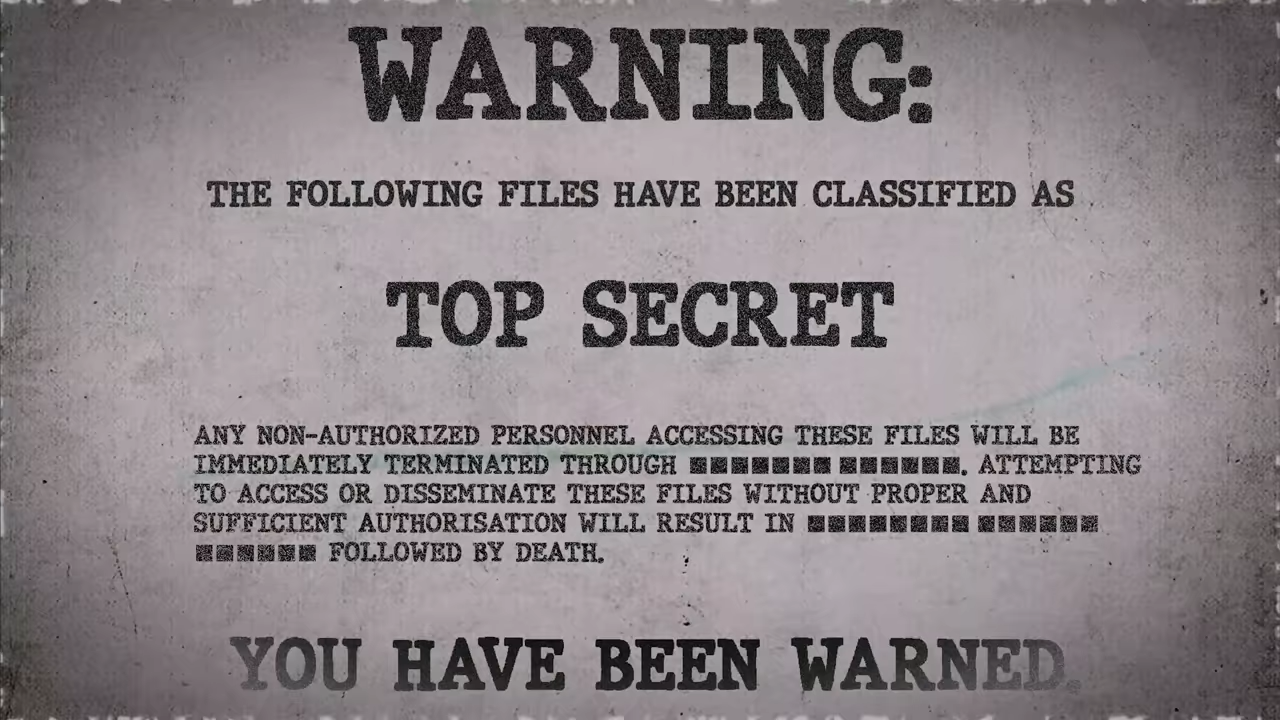 WARNING:
THE FOLLOWING FILES HAVE BEEN CLASSIFIED AS
TOP SECRET
ANY NON-AUTHORIZED PERSONNEL ACCESSING THESE FILES WILL BE
IMMEDIATELY TERMINATED THROUGH ■■■■■■■ ■■■■■■. ATTEMPTING
TO ACCESS OR DISSEMINATE THESE FILES WITHOUT PROPER AND
SUFFICIENT AUTHORISATION WILL RESULT IN ■■■■■■■■ ■■■■■■
■■■■■■ FOLLOWED BY DEATH.
YOU HAVE BEEN WARNED.